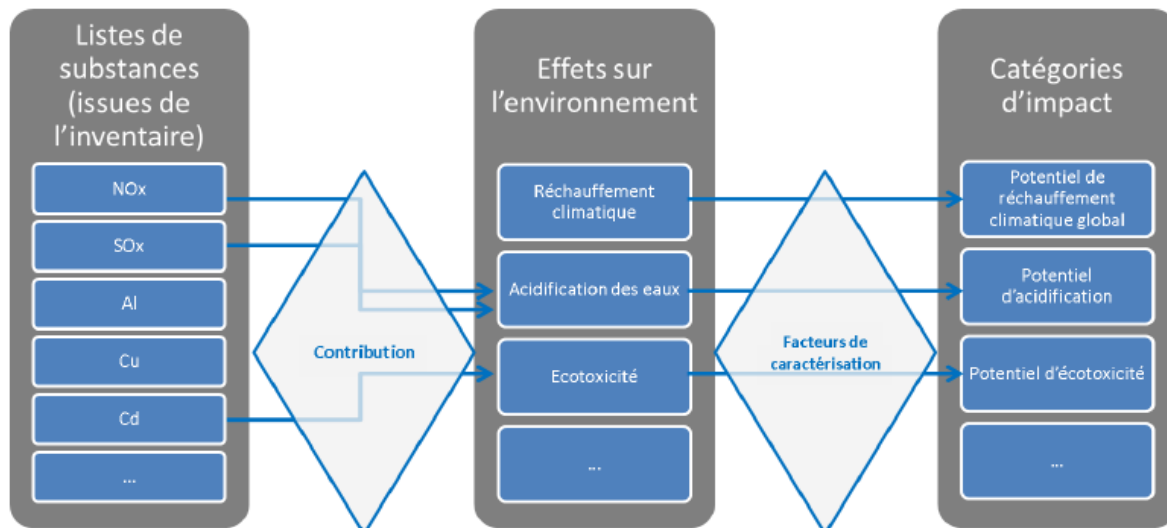 Listes de
substances
(issues de
l'inventaire)
NOx
SOx
Al
Cu
Cd
...
Contribution
Effets sur
l'environnement
Réchauffement
climatique
Acidification des eaux
Ecotoxicité
...
Facteurs de
caractérisation
Catégories
d'impact
Potentiel de
réchauffement
climatique global
Potentiel
d'acidification
Potentiel d'écotoxicité
...